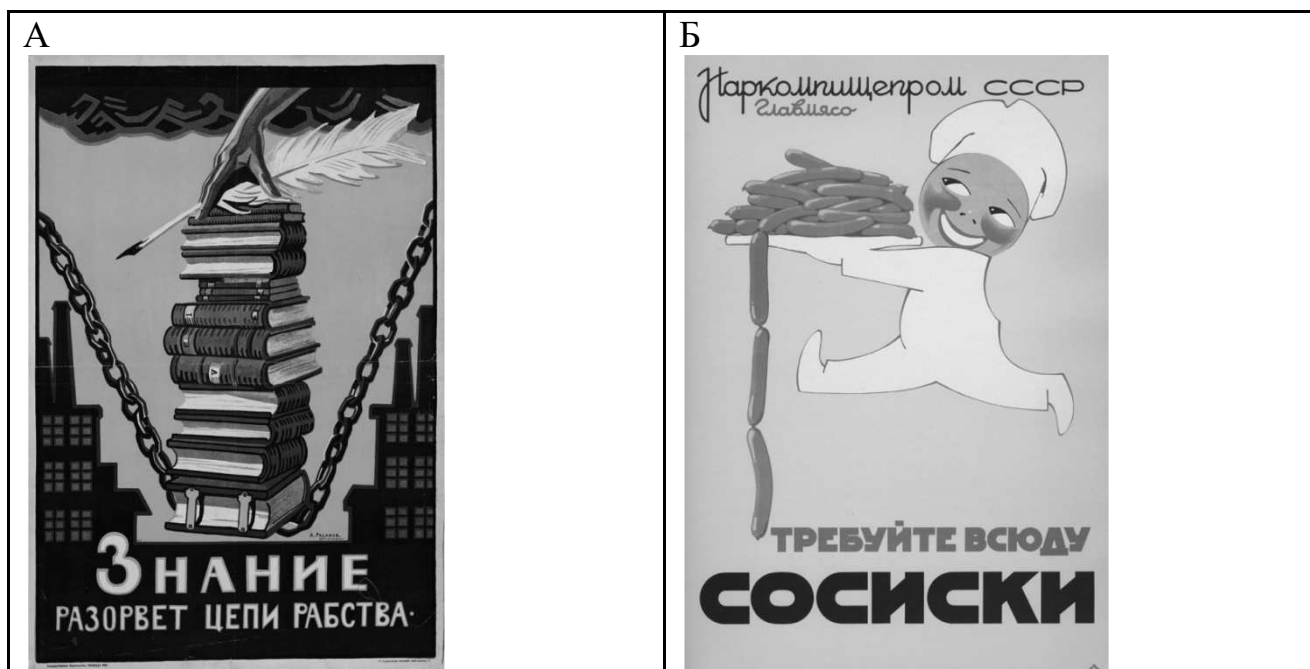 А
Знание
РАЗОРВЕТ ЦЕПИ РАБСТВА.
Б
Наркомпищепром СССР
Главмясо
ТРЕБУЙТЕ ВСЮДУ
СОСИСКИ